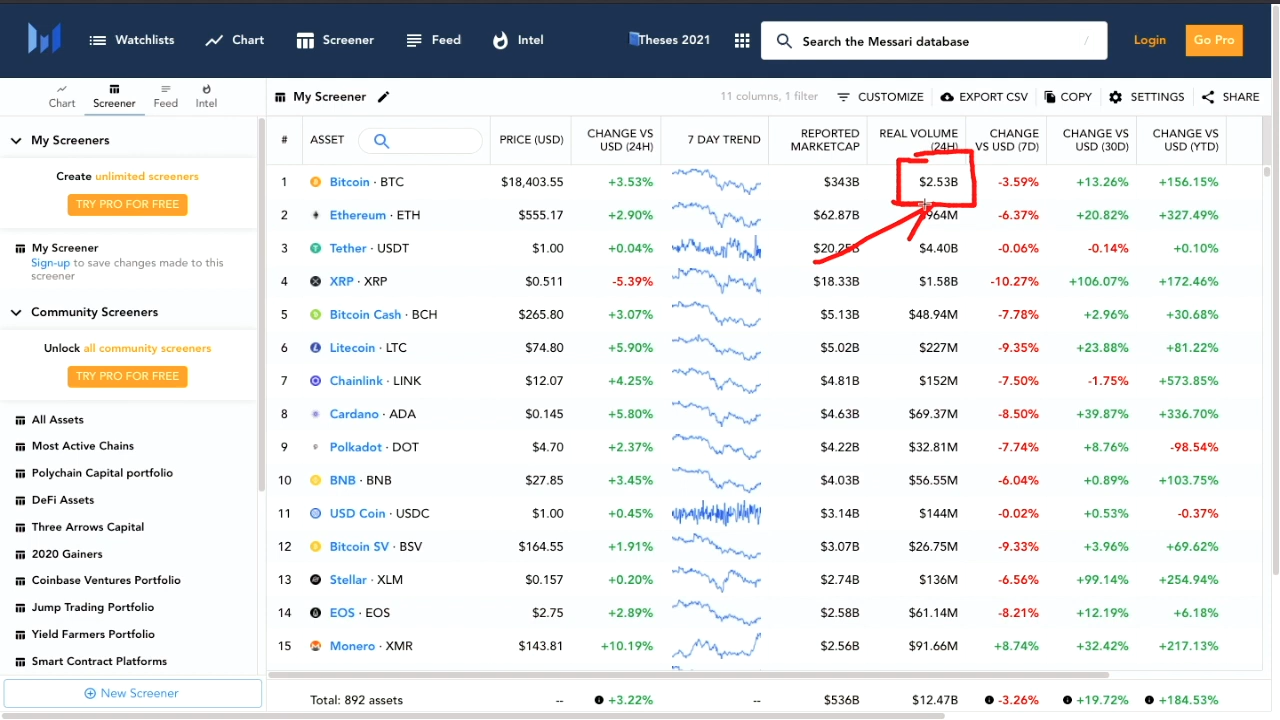 Watchlists Chart Screener Feed Intel Theses 2021 Search the Messari database / Login Go Pro
Chart Screener Feed Intel
My Screener 11 columns, 1 filter CUSTOMIZE EXPORT CSV COPY SETTINGS SHARE
My Screeners
Create unlimited screeners
TRY PRO FOR FREE
My Screener
Sign-up to save changes made to this
screener
Community Screeners
Unlock all community screeners
TRY PRO FOR FREE
All Assets
Most Active Chains
Polychain Capital portfolio
DeFi Assets
Three Arrows Capital
2020 Gainers
Coinbase Ventures Portfolio
Jump Trading Portfolio
Yield Farmers Portfolio
Smart Contract Platforms
New Screener
# ASSET PRICE (USD) CHANGE VS USD (24H) 7 DAY TREND REPORTED MARKETCAP REAL VOLUME (24H) CHANGE VS USD (7D) CHANGE VS USD (30D) CHANGE VS USD (YTD)
1 Bitcoin · BTC $18,403.55 +3.53% $343B $2.53B -3.59% +13.26% +156.15%
2 Ethereum · ETH $555.17 +2.90% $62.87B 964M -6.37% +20.82% +327.49%
3 Tether · USDT $1.00 +0.04% $20.25B $4.40B -0.06% -0.14% +0.10%
4 XRP · XRP $0.511 -5.39% $18.33B $1.58B -10.27% +106.07% +172.46%
5 Bitcoin Cash · BCH $265.80 +3.07% $5.13B $48.94M -7.78% +2.96% +30.68%
6 Litecoin · LTC $74.80 +5.90% $5.02B $227M -9.35% +23.88% +81.22%
7 Chainlink · LINK $12.07 +4.25% $4.81B $152M -7.50% -1.75% +573.85%
8 Cardano · ADA $0.145 +5.80% $4.63B $69.37M -8.50% +39.87% +336.70%
9 Polkadot · DOT $4.70 +2.37% $4.22B $32.81M -7.74% +8.76% -98.54%
10 BNB · BNB $27.85 +3.45% $4.03B $56.55M -6.04% +0.89% +103.75%
11 USD Coin · USDC $1.00 +0.45% $3.14B $144M -0.02% +0.53% -0.37%
12 Bitcoin SV · BSV $164.55 +1.91% $3.07B $26.75M -9.33% +3.96% +69.62%
13 Stellar · XLM $0.157 +0.20% $2.74B $136M -6.56% +99.14% +254.94%
14 EOS · EOS $2.75 +2.89% $2.58B $61.14M -8.21% +12.19% +6.18%
15 Monero · XMR $143.81 +10.19% $2.56B $91.66M +8.74% +32.42% +217.13%
Total: 892 assets -- +3.22% -- $536B $12.47B -3.26% +19.72% +184.53%